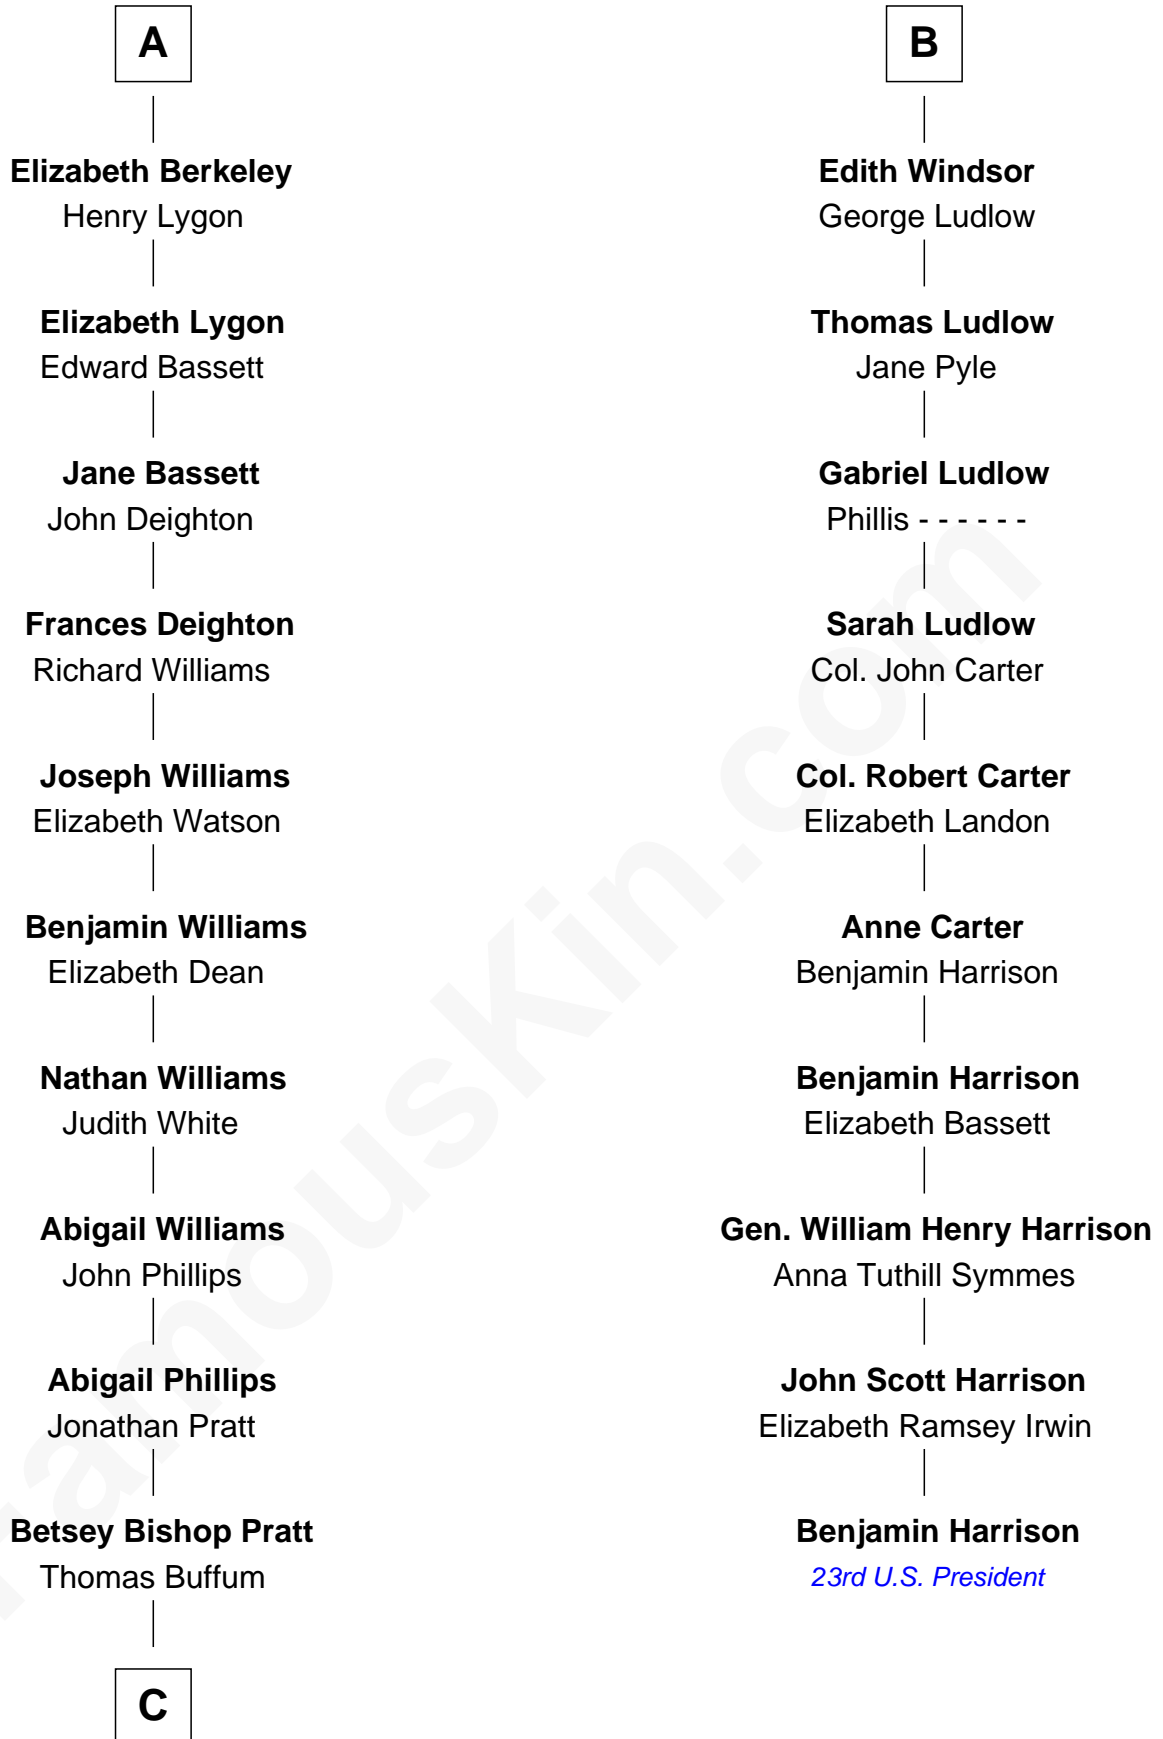 A
Elizabeth Berkeley
Henry Lygon
Elizabeth Lygon
Edward Bassett
Jane Bassett
John Deighton
Frances Deighton
Richard Williams
Joseph Williams
Elizabeth Watson
Benjamin Williams
Elizabeth Dean
Nathan Williams
Judith White
Abigail Williams
John Phillips
Abigail Phillips
Jonathan Pratt
Betsey Bishop Pratt
Thomas Buffum
C
B
Edith Windsor
George Ludlow
Thomas Ludlow
Jane Pyle
Gabriel Ludlow
Phillis - - - - - -
Sarah Ludlow
Col. John Carter
Col. Robert Carter
Elizabeth Landon
Anne Carter
Benjamin Harrison
Benjamin Harrison
Elizabeth Bassett
Gen. William Henry Harrison
Anna Tuthill Symmes
John Scott Harrison
Elizabeth Ramsey Irwin
Benjamin Harrison
23rd U.S. President
FamousKin.com